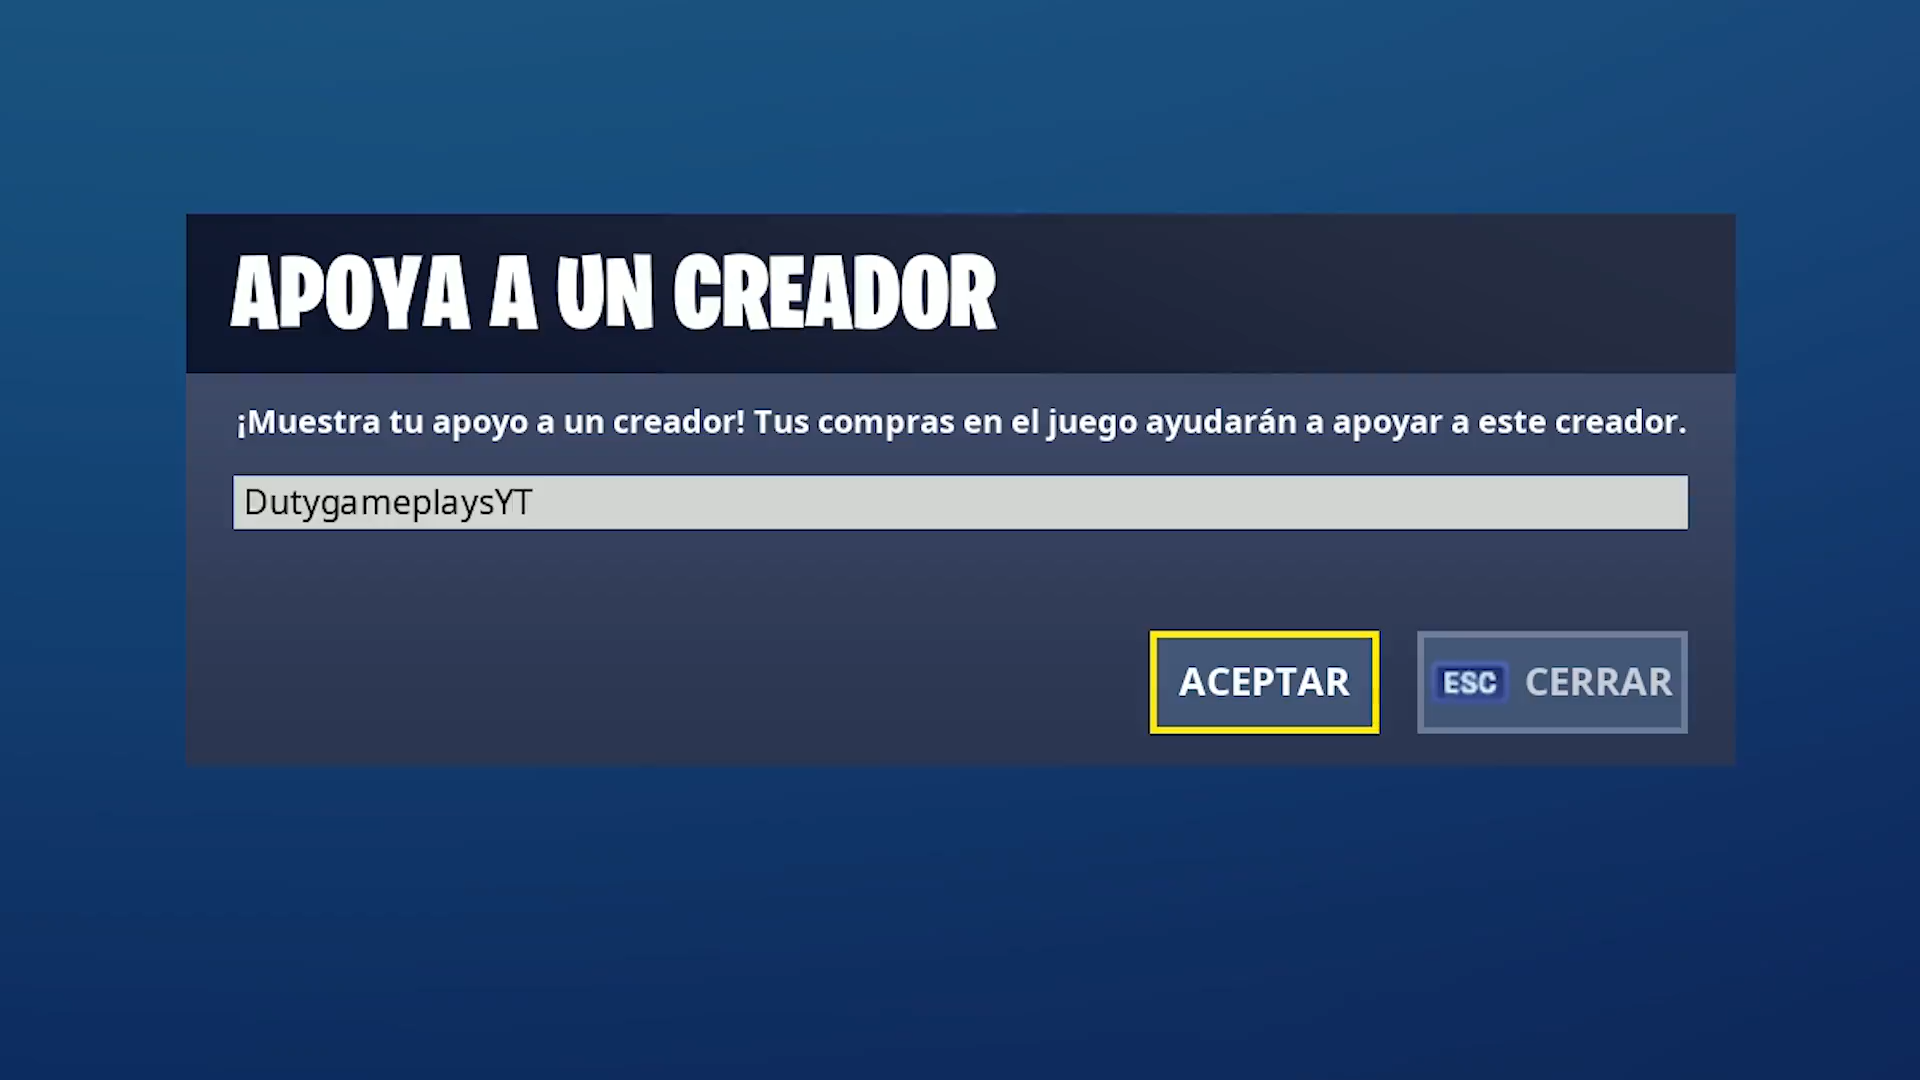 APOYA A UN CREADOR
¡Muestra tu apoyo a un creador! Tus compras en el juego ayudarán a apoyar a este creador.
DutygameplaysYT
ACEPTAR
ESC CERRAR